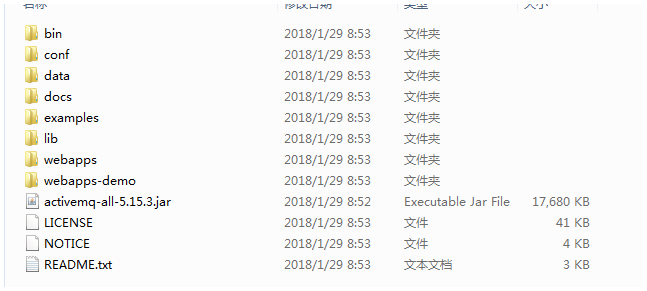 名称 修改日期 类型 大小
bin 2018/1/29 8:53 文件夹
conf 2018/1/29 8:53 文件夹
data 2018/1/29 8:53 文件夹
docs 2018/1/29 8:53 文件夹
examples 2018/1/29 8:53 文件夹
lib 2018/1/29 8:53 文件夹
webapps 2018/1/29 8:53 文件夹
webapps-demo 2018/1/29 8:53 文件夹
activemq-all-5.15.3.jar 2018/1/29 8:52 Executable Jar File 17,680 KB
LICENSE 2018/1/29 8:53 文件 41 KB
NOTICE 2018/1/29 8:53 文件 4 KB
README.txt 2018/1/29 8:53 文本文档 3 KB